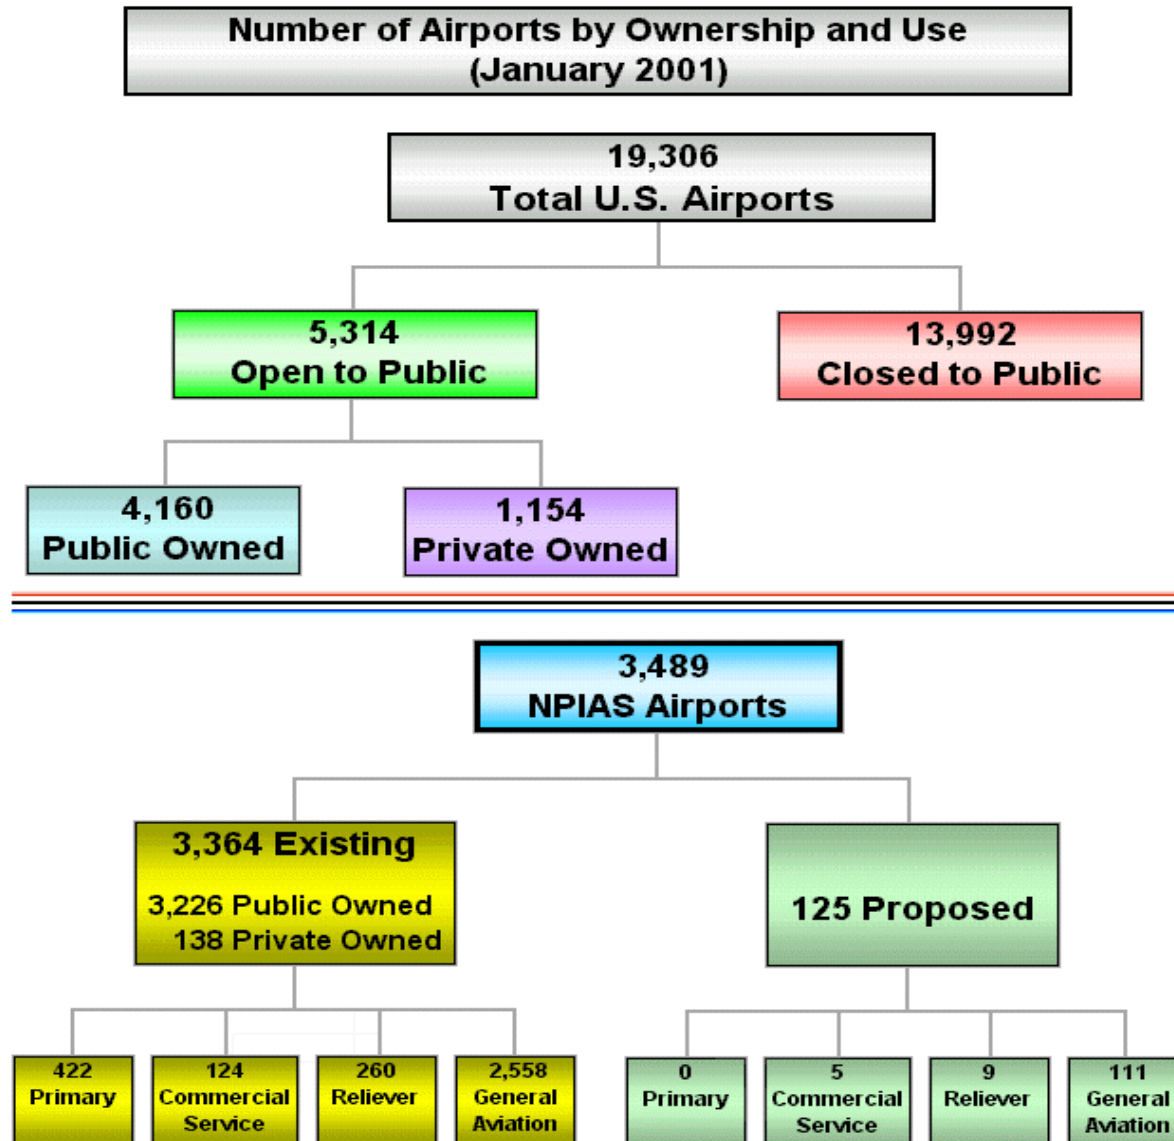 Number of Airports by Ownership and Use
(January 2001)
19,306
Total U.S. Airports
5,314
Open to Public
13,992
Closed to Public
4,160
Public Owned
1,154
Private Owned
3,489
NPIAS Airports
3,364 Existing
3,226 Public Owned
138 Private Owned
125 Proposed
422
Primary
124
Commercial
Service
260
Reliever
2,558
General
Aviation
0
Primary
5
Commercial
Service
9
Reliever
111
General
Aviation